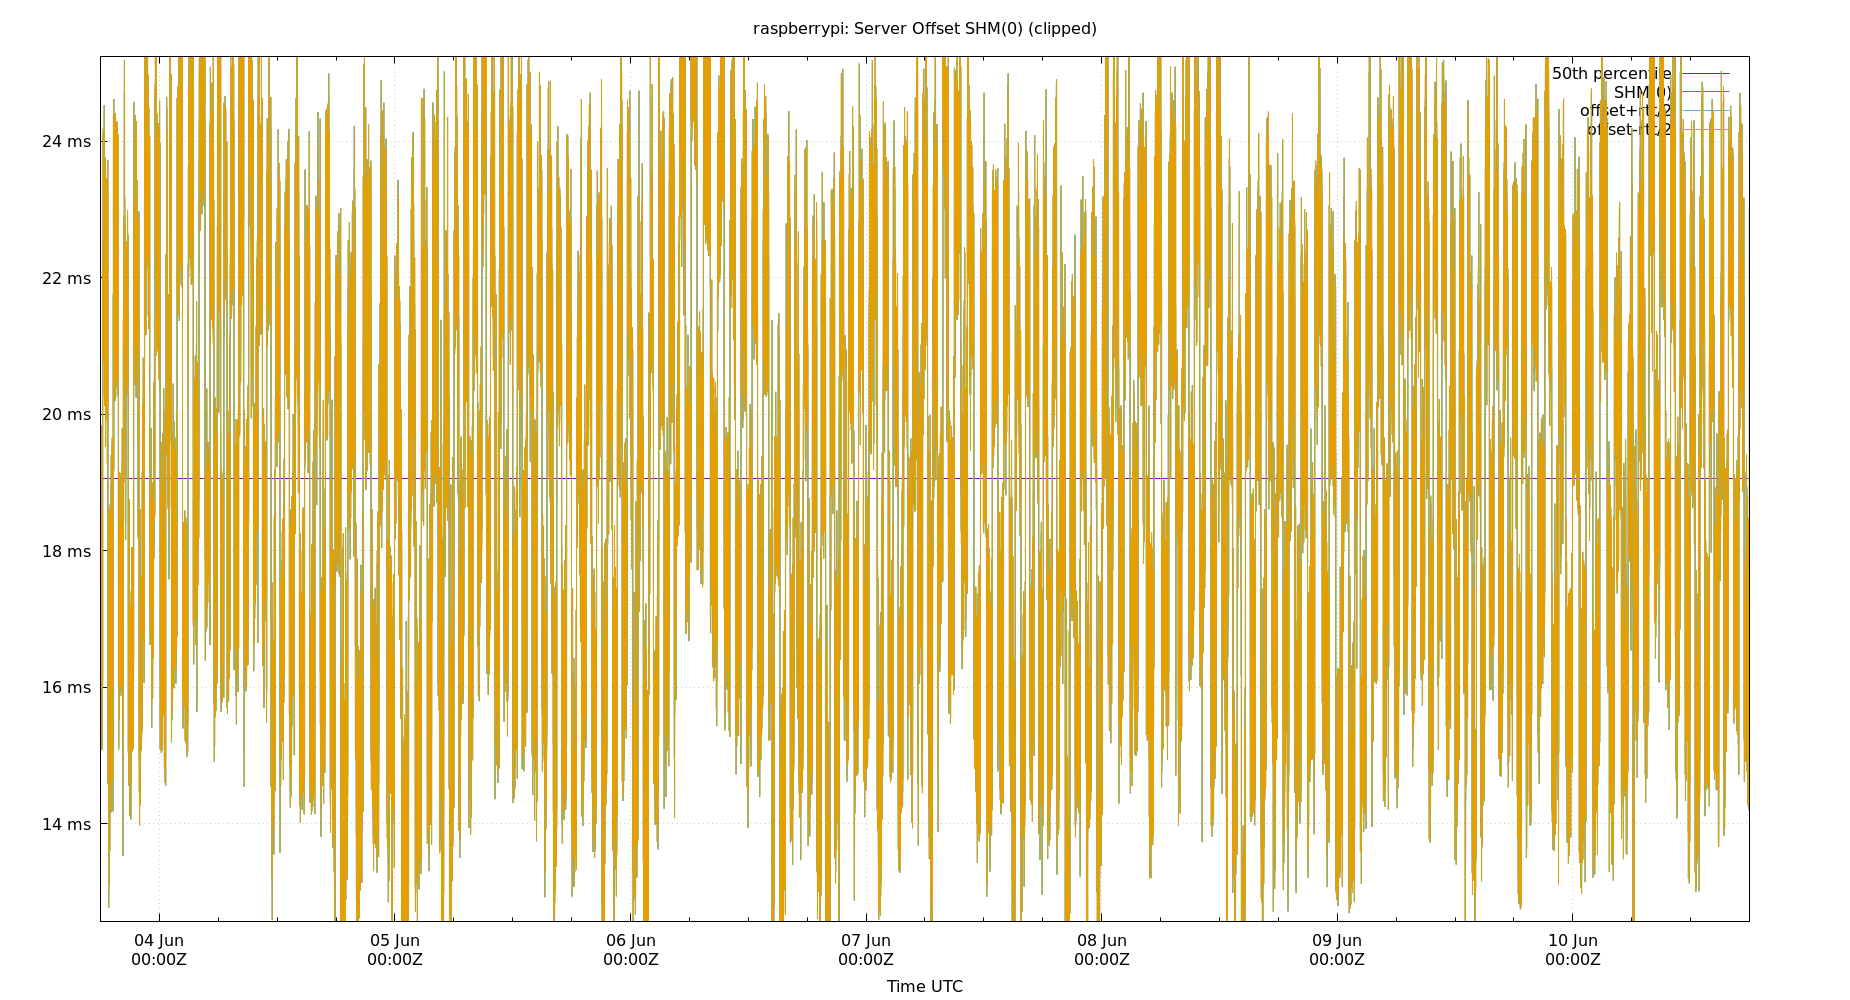 raspberrypi: Server Offset SHM(0) (clipped)
50th percentile
SHM(0)
offset+rtt/2
offset-rtt/2
24 ms
22 ms
20 ms
18 ms
16 ms
14 ms
04 Jun
00:00Z
05 Jun
00:00Z
06 Jun
00:00Z
07 Jun
00:00Z
08 Jun
00:00Z
09 Jun
00:00Z
10 Jun
00:00Z
Time UTC